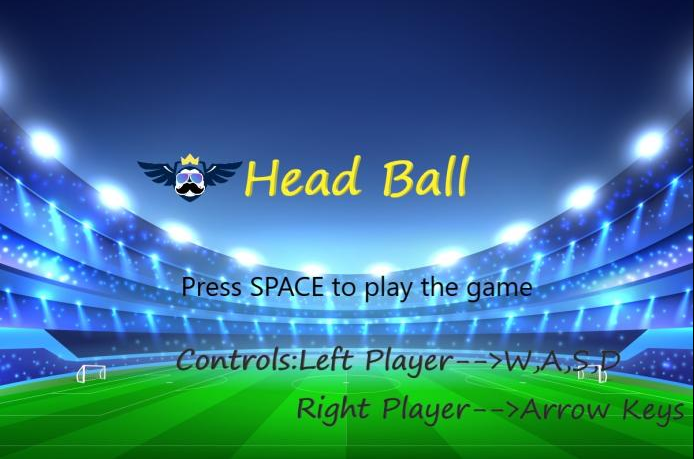 Head Ball
Press SPACE to play the game
Controls:Left Player-->W,A,S,D
Right Player-->Arrow Keys